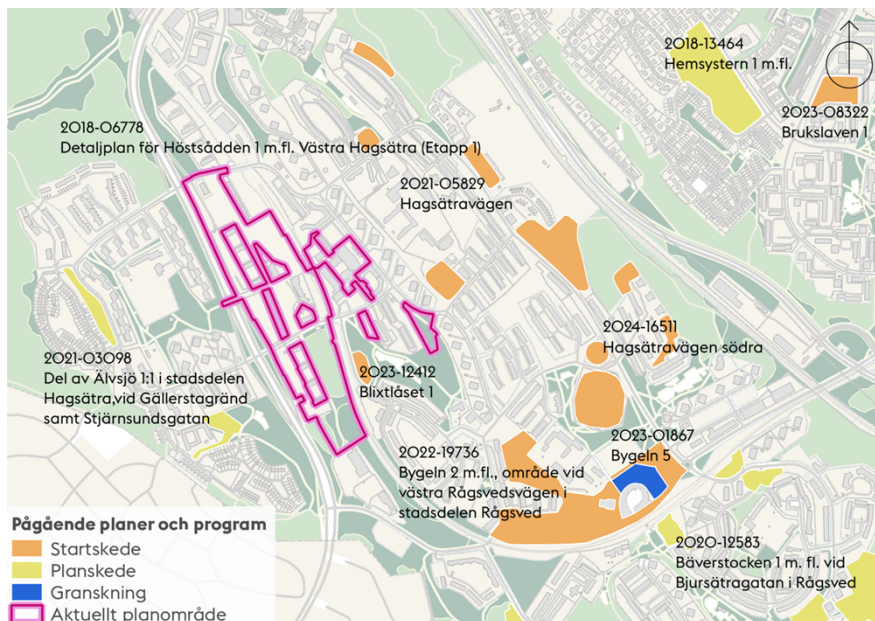 2018-13464
Hemsystern 1 m.fl.
2023-08322
Brukslaven 1
2018-06778
Detaljplan för Höstsådden 1 m.fl. Västra Hagsätra (Etapp 1)
2021-05829
Hagsätravägen
2024-16511
Hagsätravägen södra
2021-03098
Del av Älvsjö 1:1 i stadsdelen
Hagsätra,vid Gällerstagränd
samt Stjärnsundsgatan
2023-12412
Blixtlåset 1
2023-01867
Bygeln 5
2022-19736
Bygeln 2 m.fl., område vid
västra Rågsvedsvägen i
stadsdelen Rågsved
2020-12583
Bäverstocken 1 m. fl. vid
Bjursätragatan i Rågsved
Pågående planer och program
Startskede
Planskede
Granskning
Aktuellt planområde